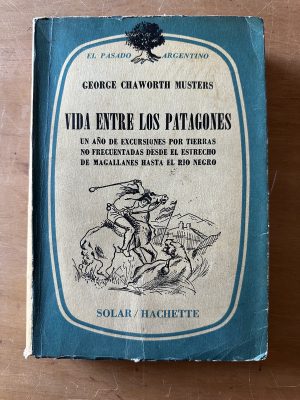 EL PASADO ARGENTINO
GEORGE CHAWORTH MUSTERS
VIDA ENTRE LOS PATAGONES
UN AÑO DE EXCURSIONES POR TIERRAS
NO FRECUENTADAS DESDE EL ESTRECHO
DE MAGALLANES HASTA EL RIO NEGRO
SOLAR / HACHETTE